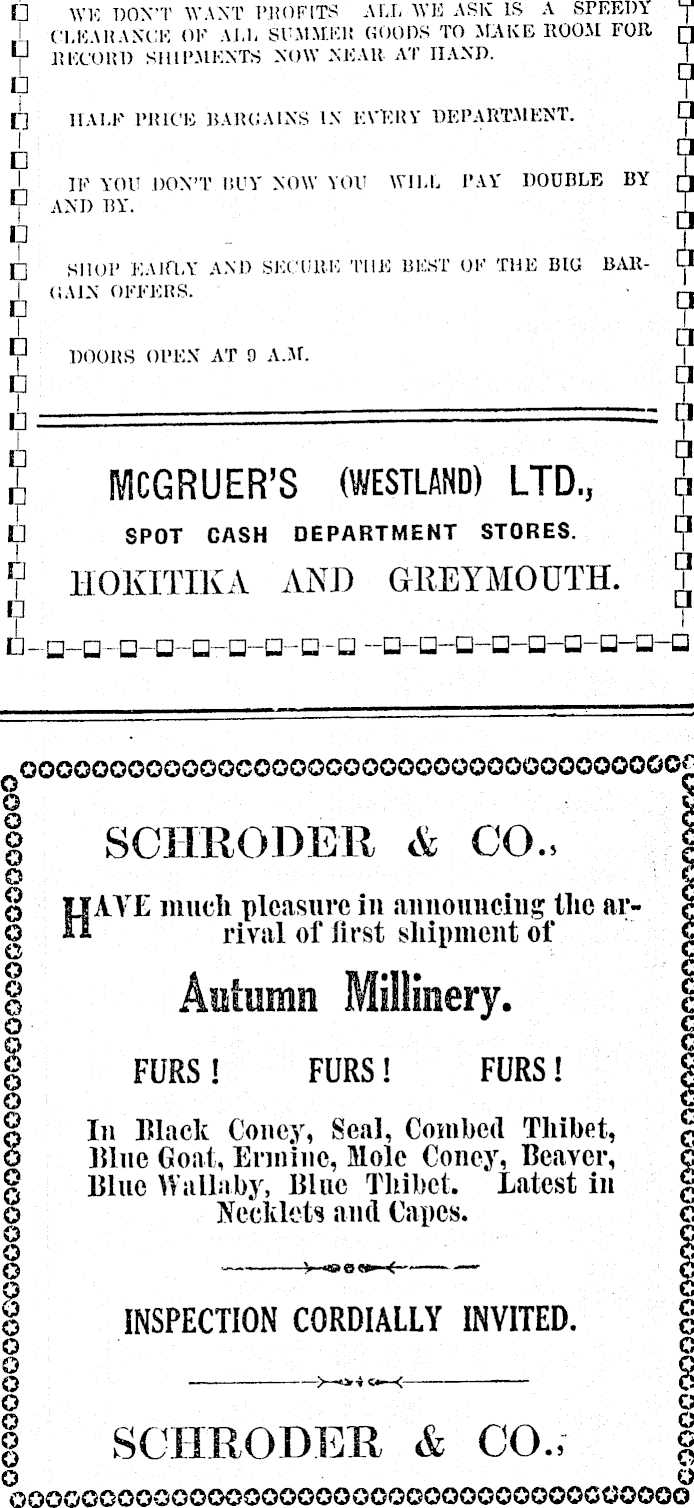 WE DON'T WANT PROFITS ALL WE ASK IS A SPEEDY
CLEARANCE OF ALL SUMMER GOODS TO MAKE ROOM FOR
RECORD SHIPMENTS NOW NEAR AT HAND.
HALF PRICE BARGAINS IN EVERY DEPARTMENT.
IF YOU DON'T BUY NOW YOU WILL PAY DOUBLE BY
AND BY.
SHOP EARLY AND SECURE THE BEST OF THE BIG BAR-
GAIN OFFERS.
DOORS OPEN AT 9 A.M.
McGRUER'S (WESTLAND) LTD.,
SPOT CASH DEPARTMENT STORES.
HOKITIKA AND GREYMOUTH.
SCHRODER & CO.,
HAVE much pleasure in announcing the ar-
rival of first shipment of
Autumn Millinery.
FURS! FURS! FURS!
In Black Coney, Seal, Combed Thibet,
Blue Goat, Ermine, Mole Coney, Beaver,
Blue Wallaby, Blue Thibet. Latest in
Necklets and Capes.
INSPECTION CORDIALLY INVITED.
SCHRODER & CO.,